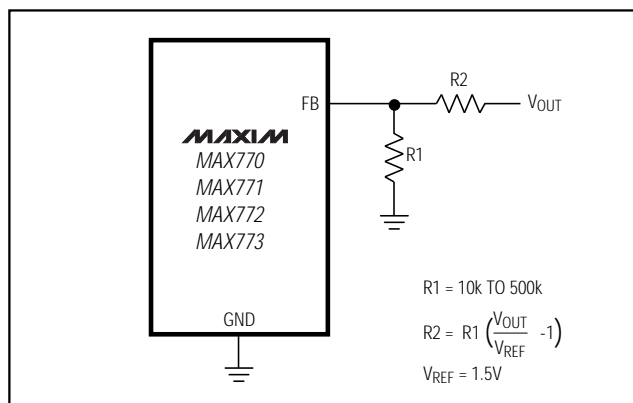 R2
FB
VOUT
MAXIM
R1
MAX770
MAX771
MAX772
MAX773
R1 = 10k TO 500k
GND
R2 = R1 (VOUT/VREF -1)
VREF = 1.5V